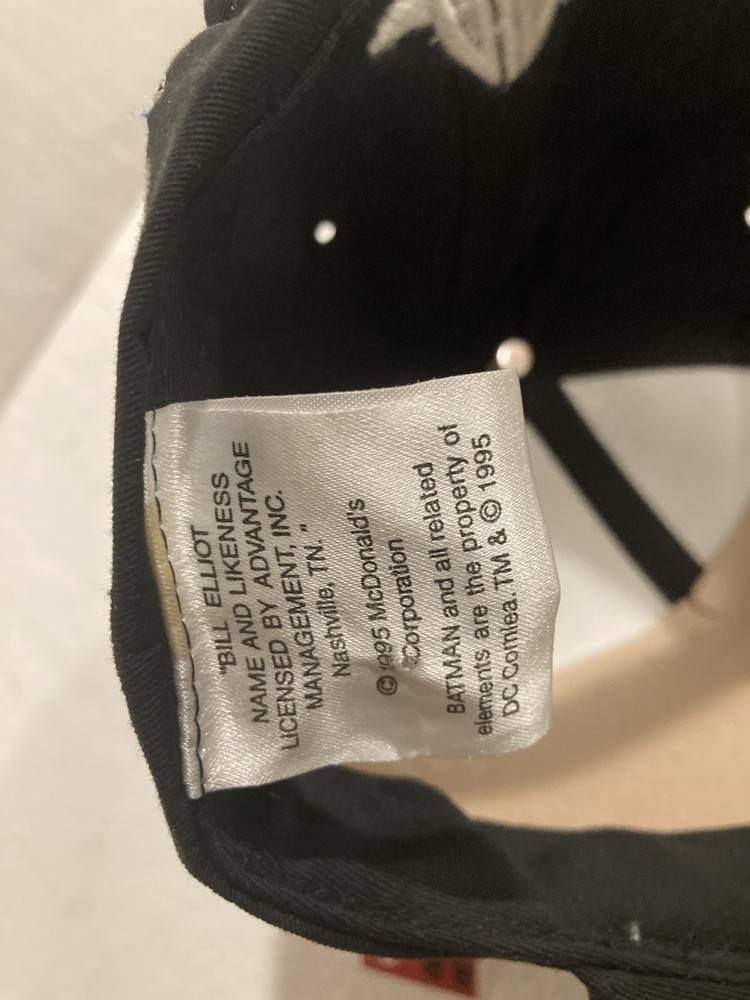 "BILL ELLIOT
NAME AND LIKENESS
LICENSED BY ADVANTAGE
MANAGEMENT, INC.
Nashville, TN. "
© 1995 McDonald's
Corporation
BATMAN and all related
elements are the property of
DC Comlea. TM & © 1995